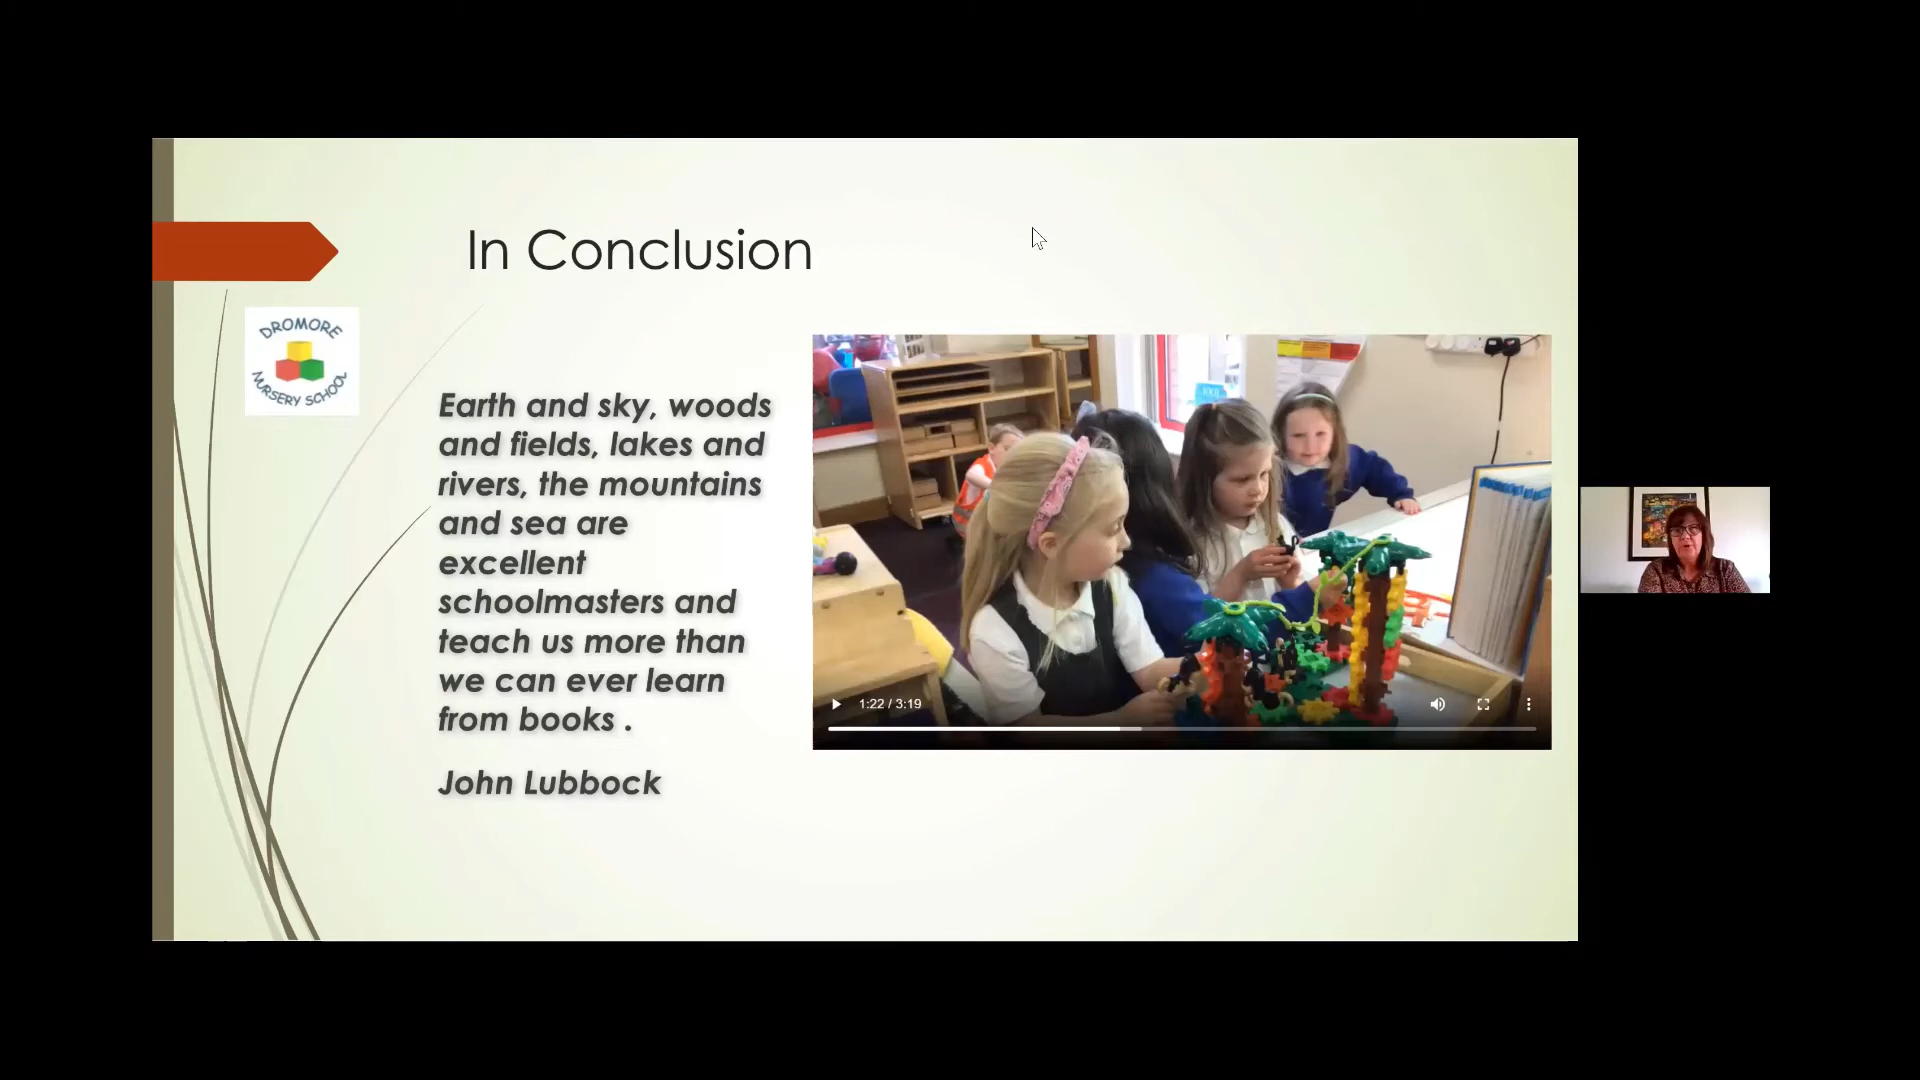 In Conclusion
DROMORE
NURSERY SCHOOL
Earth and sky, woods
and fields, lakes and
rivers, the mountains
and sea are
excellent
schoolmasters and
teach us more than
we can ever learn
from books .
John Lubbock
1:22 / 3:19